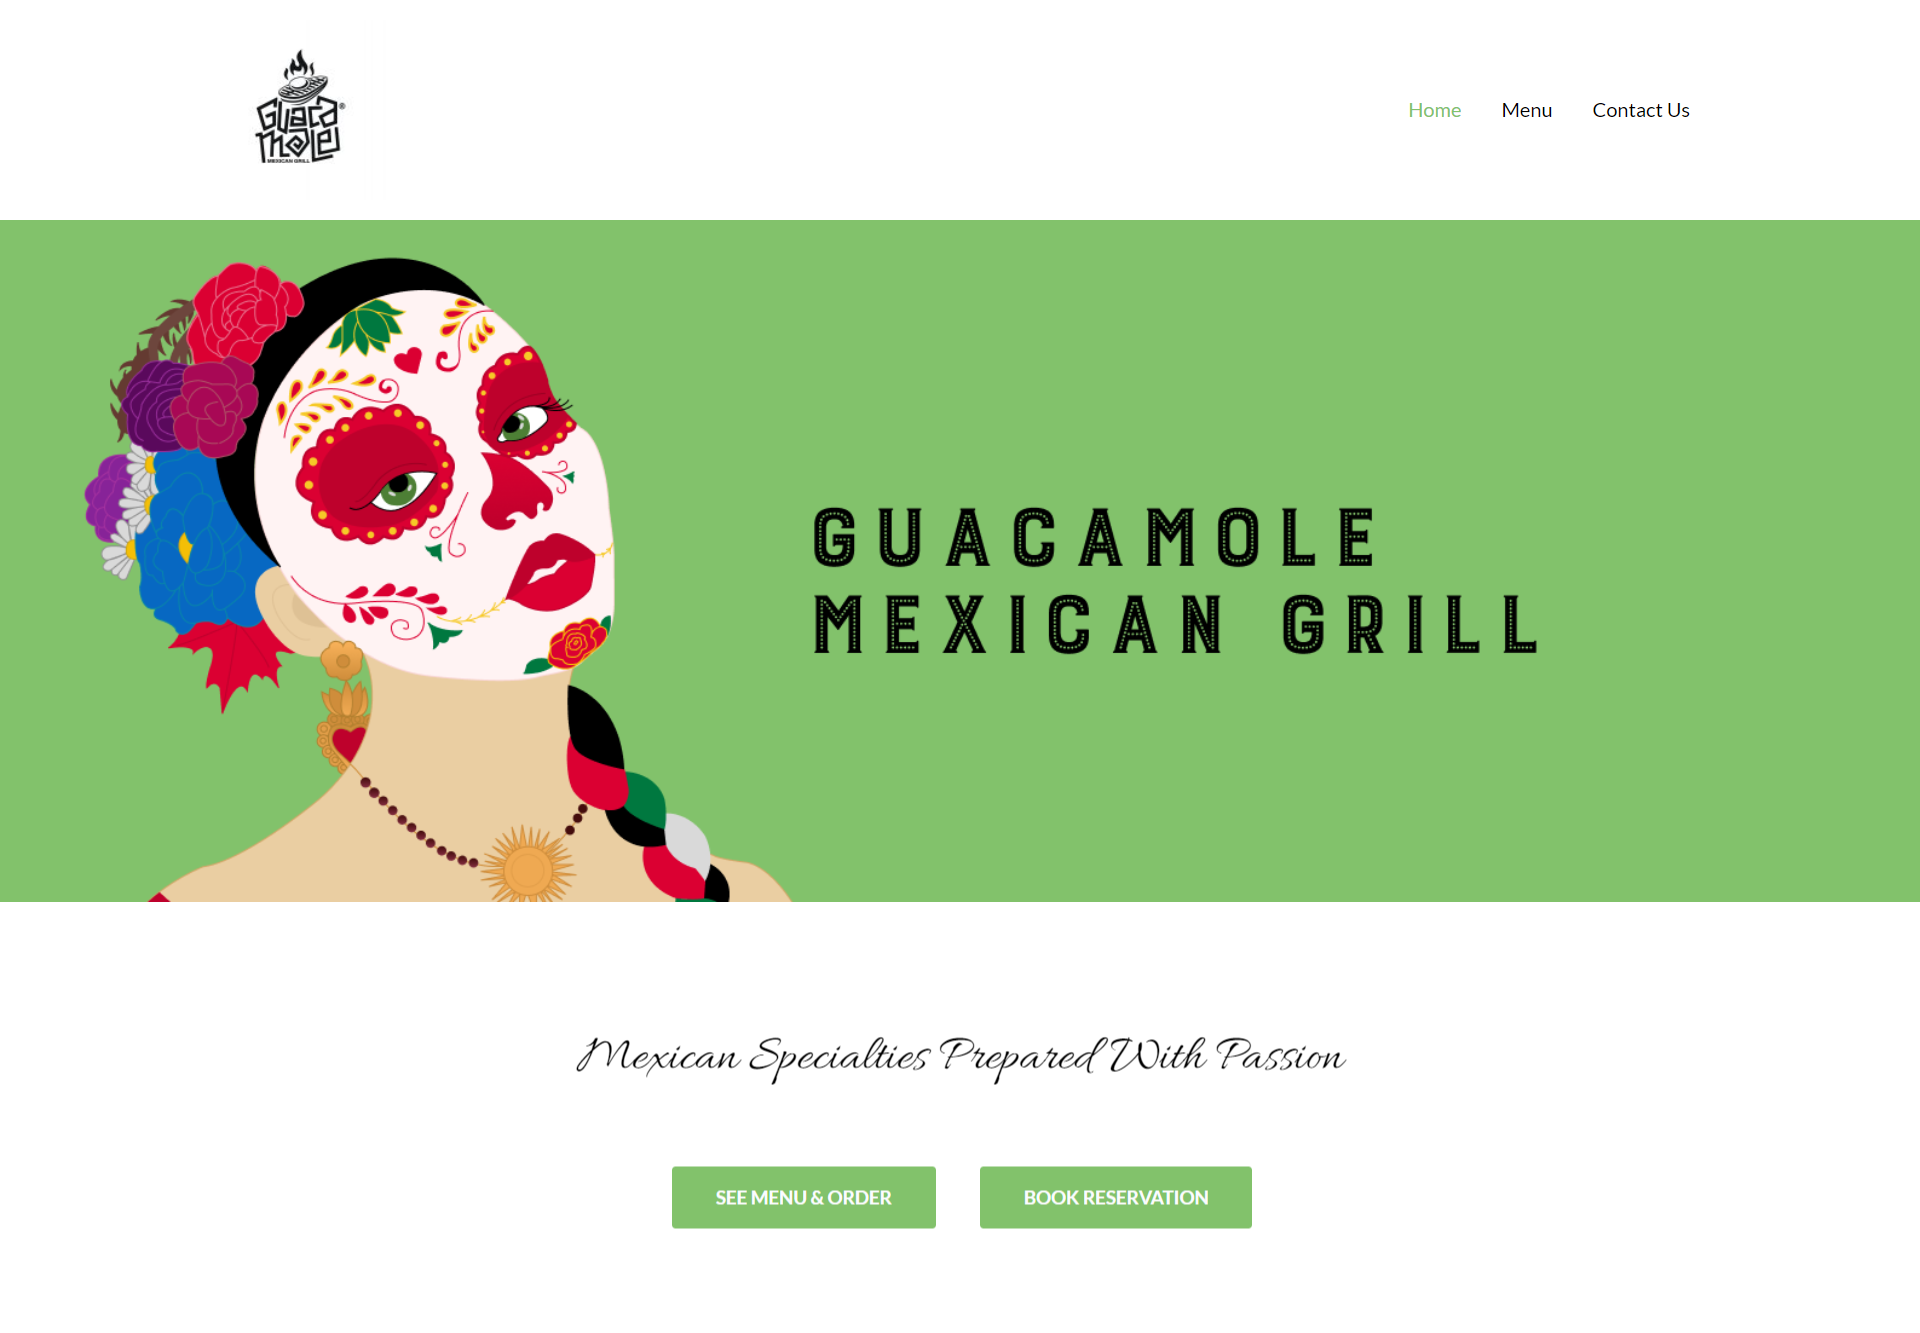 Guaca
mole®
MEXICAN GRILL
Home
Menu
Contact Us
GUACAMOLE
MEXICAN GRILL
Mexican Specialties Prepared With Passion
SEE MENU & ORDER
BOOK RESERVATION